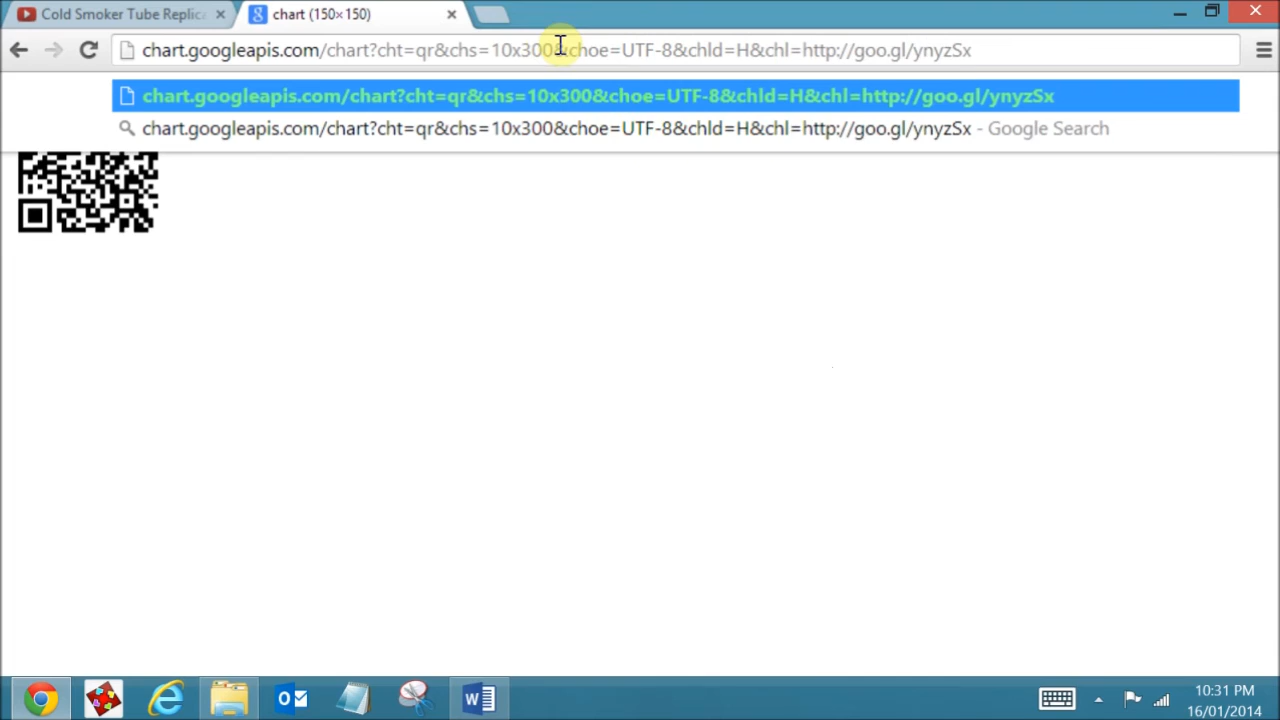 Cold Smoker Tube Replica
chart (150×150)
chart.googleapis.com/chart?cht=qr&chs=10x300&choe=UTF-8&chld=H&chl=http://goo.gl/ynyzSx
chart.googleapis.com/chart?cht=qr&chs=10x300&choe=UTF-8&chld=H&chl=http://goo.gl/ynyzSx
chart.googleapis.com/chart?cht=qr&chs=10x300&choe=UTF-8&chld=H&chl=http://goo.gl/ynyzSx - Google Search
10:31 PM
16/01/2014